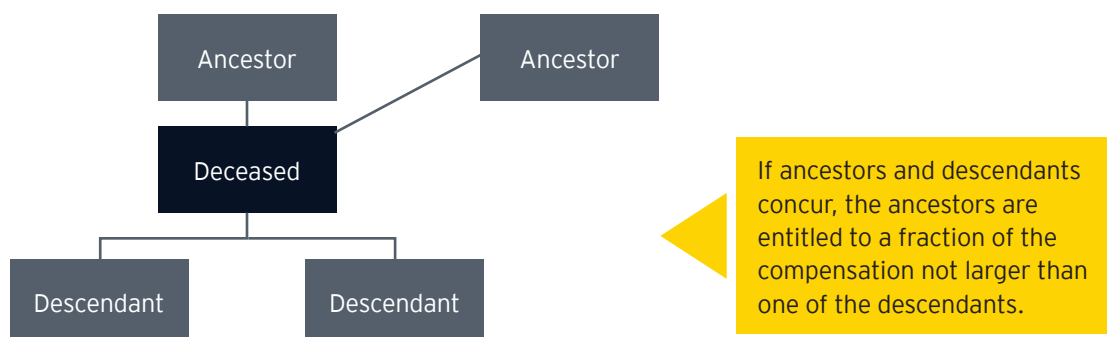 Ancestor
Ancestor
Deceased
Descendant
Descendant
If ancestors and descendants
concur, the ancestors are
entitled to a fraction of the
compensation not larger than
one of the descendants.